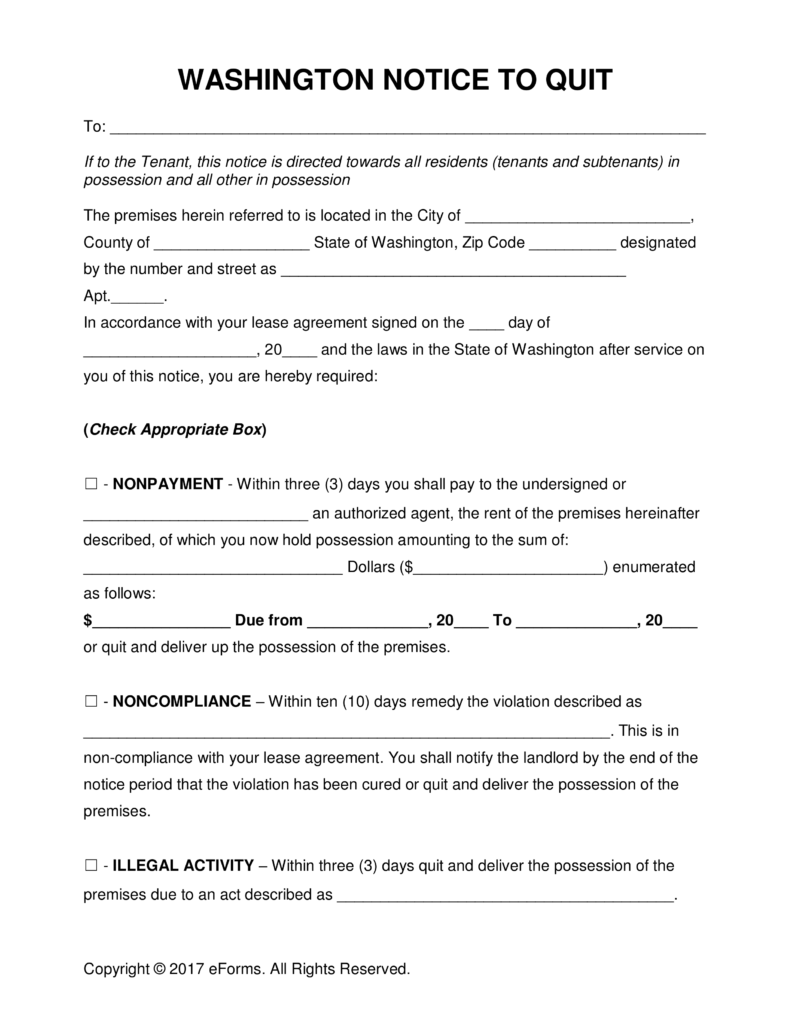 WASHINGTON NOTICE TO QUIT
To: ______________________________________________________________________
If to the Tenant, this notice is directed towards all residents (tenants and subtenants) in
possession and all other in possession
The premises herein referred to is located in the City of __________________________,
County of __________________ State of Washington, Zip Code __________ designated
by the number and street as ________________________________________
Apt.______.
In accordance with your lease agreement signed on the ____ day of
____________________, 20____ and the laws in the State of Washington after service on
you of this notice, you are hereby required:
(Check Appropriate Box)
☐ - NONPAYMENT - Within three (3) days you shall pay to the undersigned or
__________________________ an authorized agent, the rent of the premises hereinafter
described, of which you now hold possession amounting to the sum of:
______________________________ Dollars ($______________________) enumerated
as follows:
$________________ Due from ______________, 20____ To ______________, 20____
or quit and deliver up the possession of the premises.
☐ - NONCOMPLIANCE – Within ten (10) days remedy the violation described as
_____________________________________________________________. This is in
non-compliance with your lease agreement. You shall notify the landlord by the end of the
notice period that the violation has been cured or quit and deliver the possession of the
premises.
☐ - ILLEGAL ACTIVITY – Within three (3) days quit and deliver the possession of the
premises due to an act described as _______________________________________.
Copyright © 2017 eForms. All Rights Reserved.